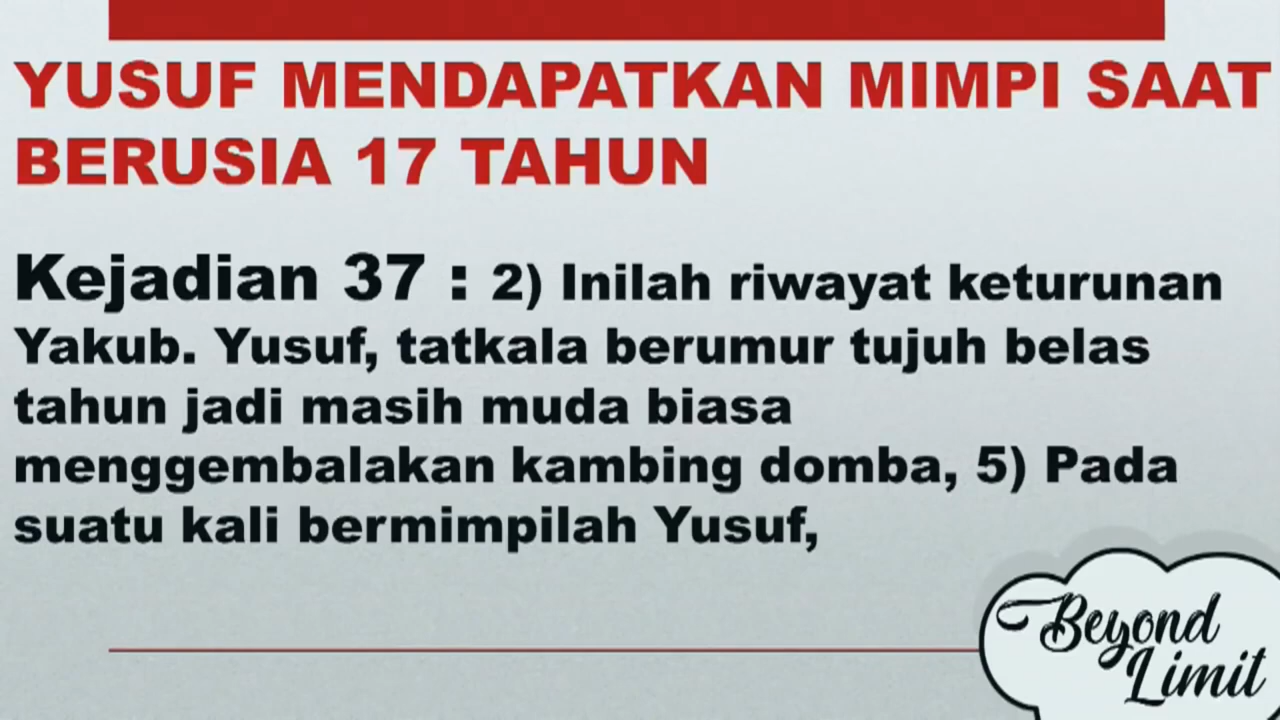 YUSUF MENDAPATKAN MIMPI SAAT
BERUSIA 17 TAHUN
Kejadian 37 : 2) Inilah riwayat keturunan
Yakub. Yusuf, tatkala berumur tujuh belas
tahun jadi masih muda biasa
menggembalakan kambing domba, 5) Pada
suatu kali bermimpilah Yusuf,
Beyond
Limit